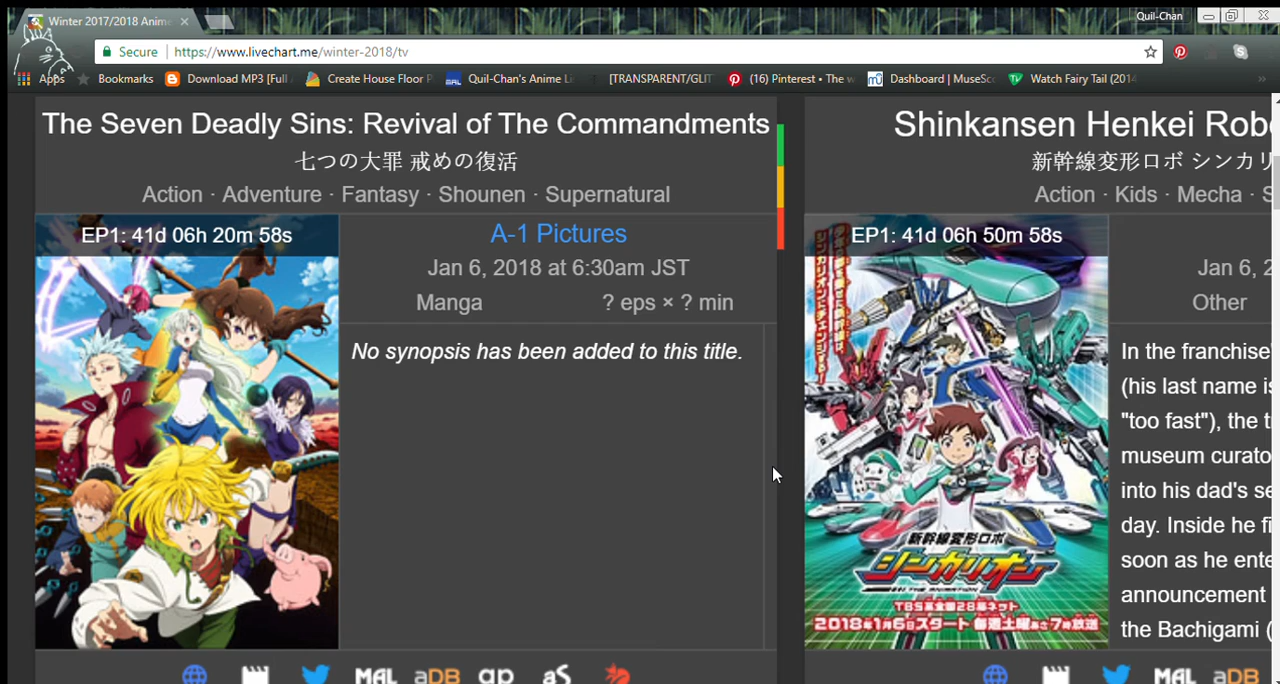 Winter 2017/2018 Anime
Quil-Chan
Secure
https://www.livechart.me/winter-2018/tv
Apps
Bookmarks
Download MP3 [Full
Create House Floor P
Quil-Chan's Anime Li
[TRANSPARENT/GLIT
(16) Pinterest • The w
Dashboard | MuseSc
Watch Fairy Tail (2014
The Seven Deadly Sins: Revival of The Commandments
七つの大罪 戒めの復活
Action · Adventure · Fantasy · Shounen · Supernatural
EP1: 41d 06h 20m 58s
A-1 Pictures
Jan 6, 2018 at 6:30am JST
Manga
? eps × ? min
No synopsis has been added to this title.
MAL
aDB
ap
aS
Shinkansen Henkei Robo
新幹線変形ロボ シンカリ
Action · Kids · Mecha · S
EP1: 41d 06h 50m 58s
Jan 6, 2
Other
In the franchise'
(his last name is
"too fast"), the t
museum curato
into his dad's se
day. Inside he fi
soon as he ente
announcement
the Bachigami (
新幹線変形ロボ
シンカリオン
THE ANIMATION
TBS系全国28局ネット
2018年1月6日スタート 毎週土曜あさ7時放送
MAL
aDB